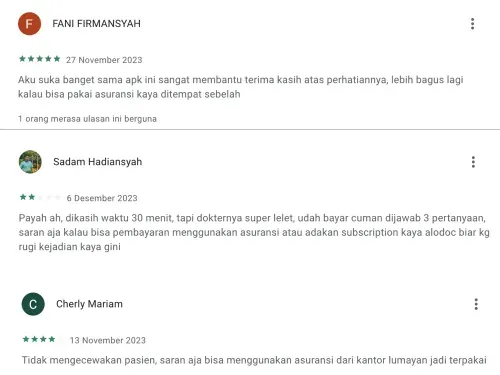 F FANI FIRMANSYAH
27 November 2023
Aku suka banget sama apk ini sangat membantu terima kasih atas perhatiannya, lebih bagus lagi
kalau bisa pakai asuransi kaya ditempat sebelah
1 orang merasa ulasan ini berguna
Sadam Hadiansyah
6 Desember 2023
Payah ah, dikasih waktu 30 menit, tapi dokternya super lelet, udah bayar cuman dijawab 3 pertanyaan,
saran aja kalau bisa pembayaran menggunakan asuransi atau adakan subscription kaya alodoc biar kg
rugi kejadian kaya gini
C Cherly Mariam
13 November 2023
Tidak mengecewakan pasien, saran aja bisa menggunakan asuransi dari kantor lumayan jadi terpakai